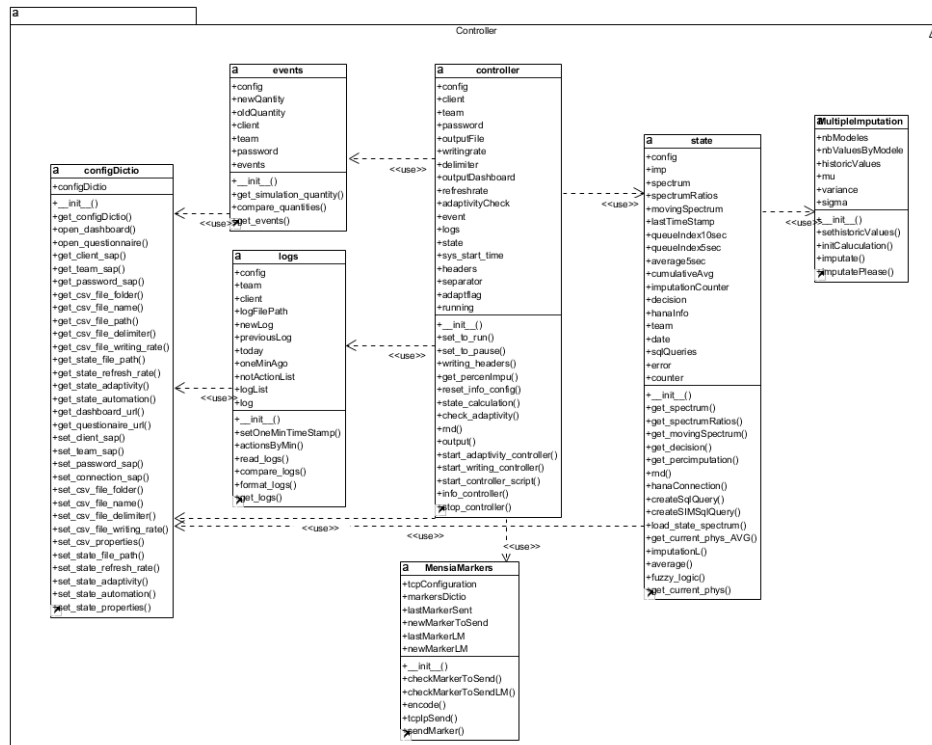 a
Controller
a
events
+config
+newQantity
+oldQuantity
+client
+team
+password
+events
+__init__()
+get_simulation_quantity()
+compare_quantities()
+get_events()
a
controller
+config
+client
+team
+password
+outputFile
+writingrate
+delimiter
+outputDashboard
+refreshrate
+adaptivityCheck
+event
+logs
+state
+sys_start_time
+headers
+separator
+adaptflag
+running
+__init__()
+set_to_run()
+set_to_pause()
+writing_headers()
+get_percenImpu()
+reset_info_config()
+state_calculation()
+check_adaptivity()
+rnd()
+output()
+start_adaptivity_controller()
+start_writing_controller()
+start_controller_script()
+info_controller()
+stop_controller()
a
MultipleImputation
+nbModeles
+nbValuesByModele
+historicValues
+mu
+variance
+sigma
+__init__()
+sethistoricValues()
+initCaluculation()
+imputate()
+imputatePlease()
a
state
+config
+imp
+spectrum
+spectrumRatios
+movingSpectrum
+lastTimeStamp
+queueIndex10sec
+queueIndex5sec
+average5sec
+cumulativeAvg
+imputationCounter
+decision
+hanaInfo
+team
+date
+sqlQueries
+error
+counter
+__init__()
+get_spectrum()
+get_spectrumRatios()
+get_movingSpectrum()
+get_decision()
+get_percimputation()
+rnd()
+hanaConnection()
+createSqlQuery()
+createSIMSqlQuery()
+load_state_spectrum()
+get_current_phys_AVG()
+imputationL()
+average()
+fuzzy_logic()
+get_current_phys()
a
configDictio
+configDictio
+__init__()
+get_configDictio()
+open_dashboard()
+open_questionnaire()
+get_client_sap()
+get_team_sap()
+get_password_sap()
+get_csv_file_folder()
+get_csv_file_name()
+get_csv_file_path()
+get_csv_file_delimiter()
+get_csv_file_writing_rate()
+get_state_file_path()
+get_state_refresh_rate()
+get_state_adaptivity()
+get_state_automation()
+get_dashboard_url()
+get_questionaire_url()
+set_client_sap()
+set_team_sap()
+set_password_sap()
+set_connection_sap()
+set_csv_file_folder()
+set_csv_file_name()
+set_csv_file_delimiter()
+set_csv_file_writing_rate()
+set_csv_properties()
+set_state_file_path()
+set_state_refresh_rate()
+set_state_adaptivity()
+set_state_automation()
+set_state_properties()
a
logs
+config
+team
+client
+logFilePath
+newLog
+previousLog
+today
+oneMinAgo
+notActionList
+logList
+log
+__init__()
+setOneMinTimeStamp()
+actionsByMin()
+read_logs()
+compare_logs()
+format_logs()
+get_logs()
a
MensiaMarkers
+tcpConfiguration
+markersDictio
+lastMarkerSent
+newMarkerToSend
+lastMarkerLM
+newMarkerLM
+__init__()
+checkMarkerToSend()
+checkMarkerToSendLM()
+encode()
+tcpIpSend()
+sendMarker()
<<use>>
<<use>>
<<use>>
<<use>>
<<use>>
<<use>>
<<use>>
<<use>>
<<use>>